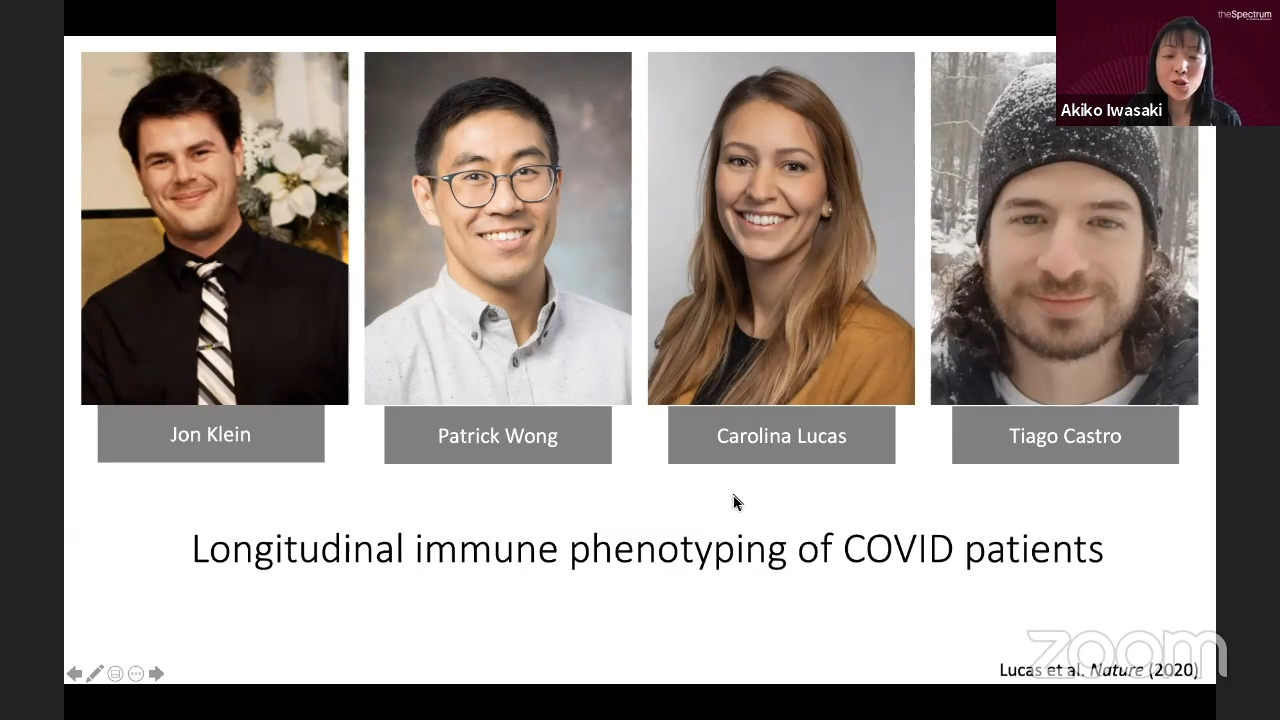 theSpectrum
Akiko Iwasaki
Jon Klein
Patrick Wong
Carolina Lucas
Tiago Castro
Longitudinal immune phenotyping of COVID patients
zoom
Lucas et al. Nature (2020)